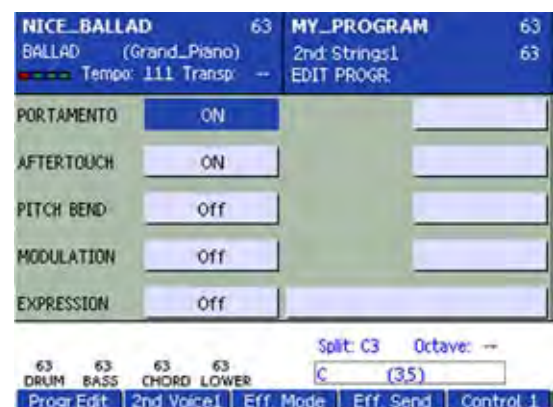 NICE_BALLAD 63 MY_PROGRAM 63
BALLAD (Grand_Piano) 2nd: Strings1 63
Tempo: 111 Transp: -- EDIT PROGR.
PORTAMENTO ON
AFTERTOUCH ON
PITCH BEND Off
MODULATION Off
EXPRESSION Off
Split: C3 Octave: --
63 63 63 63
DRUM BASS CHORD LOWER C (3,5)
Progr Edit 2nd Voice1 Eff. Mode Eff. Send Control 1